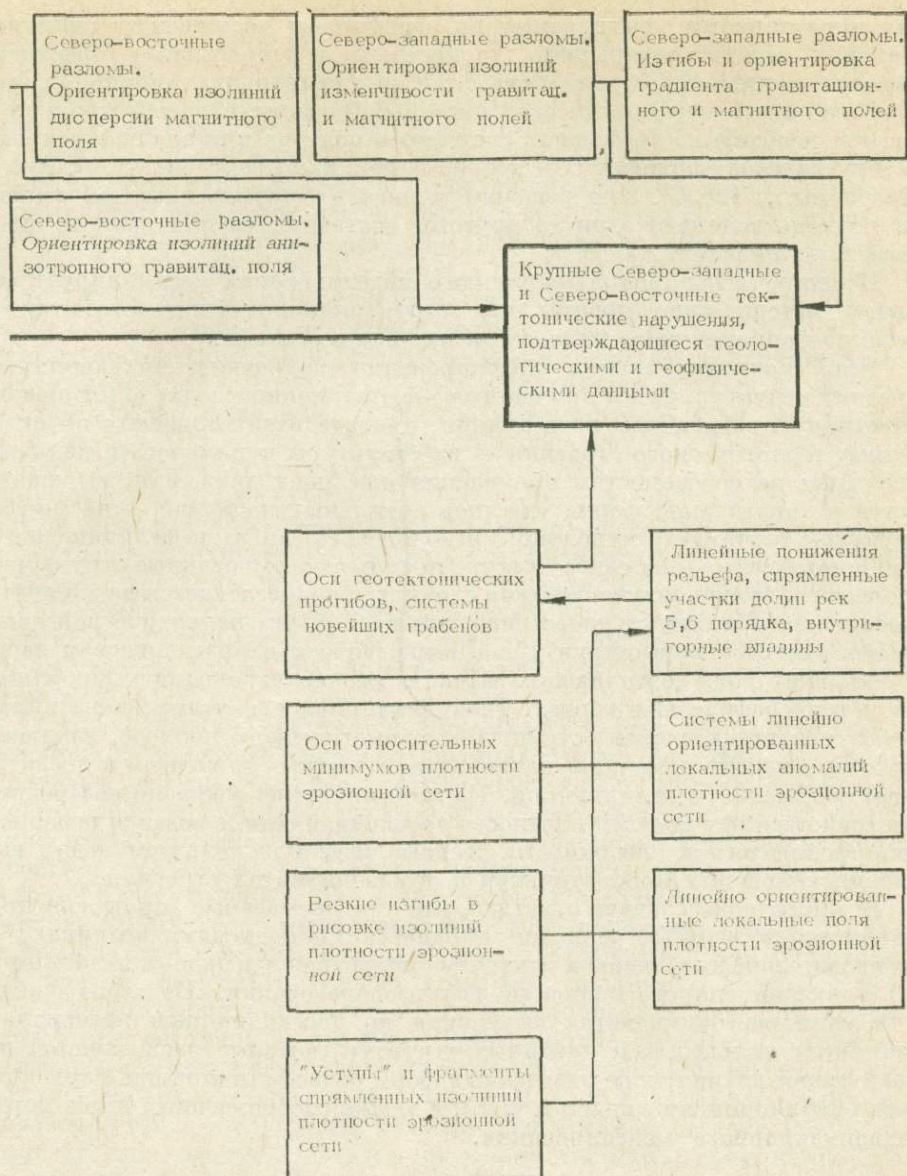 Северо-восточные
разломы.
Ориентировка изолиний
дисперсии магнитного
поля
Северо-западные разломы.
Ориентировка изолиний
изменчивости гравитац.
и магнитного полей
Северо-западные разломы.
Изгибы и ориентировка
градиента гравитацион-
ного и магнитного полей
Северо-восточные разломы.
Ориентировка изолиний ани-
зотропного гравитац. поля
Крупные Северо-западные
и Северо-восточные тек-
тонические нарушения,
подтверждающиеся геоло-
гическими и геофизиче-
скими данными
Оси геотектонических
прогибов, системы
новейших грабенов
Линейные понижения
рельефа, спрямленные
участки долин рек
5,6 порядка, внутри-
горные впадины
Оси относительных
минимумов плотности
эрозионной сети
Системы линейно
ориентированных
локальных аномалий
плотности эрозионной
сети
Резкие изгибы в
рисовке изолиний
плотности эрозион-
ной сети
Линейно ориентирован-
ные локальные поля
плотности эрозионной
сети
"Уступы" и фрагменты
спрямленных изолиний
плотности эрозионной
сети